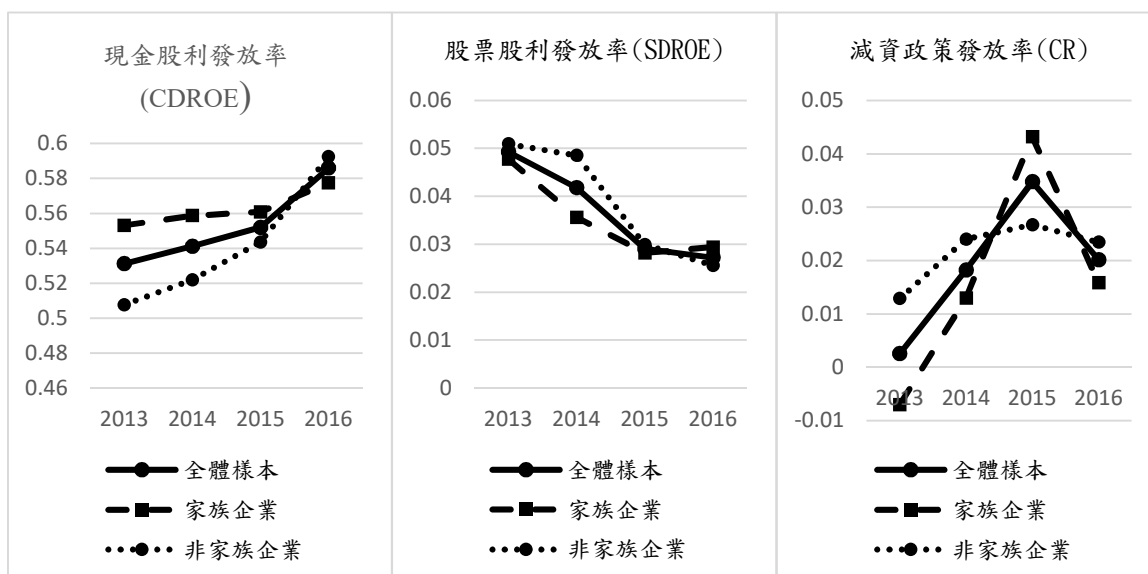 現金股利發放率
(CDROE)
0.6
0.58
0.56
0.54
0.52
0.5
0.48
0.46
2013 2014 2015 2016
全體樣本
家族企業
非家族企業
股票股利發放率(SDROE)
0.06
0.05
0.04
0.03
0.02
0.01
0
2013 2014 2015 2016
全體樣本
家族企業
非家族企業
減資政策發放率(CR)
0.05
0.04
0.03
0.02
0.01
0
-0.01
2013 2014 2015 2016
全體樣本
家族企業
非家族企業